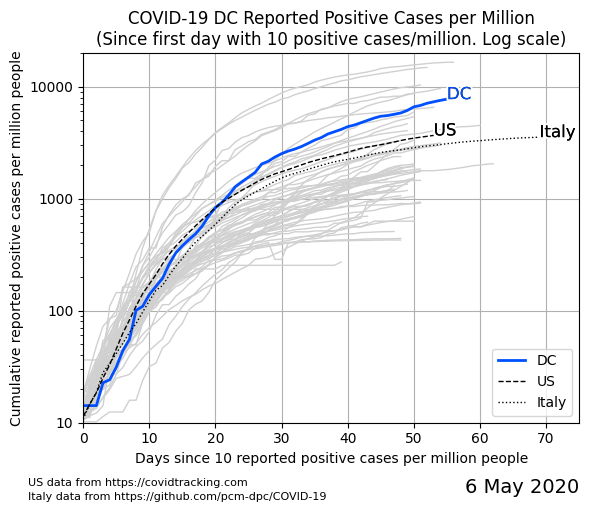 COVID-19 DC Reported Positive Cases per Million
(Since first day with 10 positive cases/million. Log scale)
Cumulative reported positive cases per million people
10000
1000
100
10
DC
US
Italy
DC
US
Italy
0 10 20 30 40 50 60 70
Days since 10 reported positive cases per million people
US data from https://covidtracking.com
Italy data from https://github.com/pcm-dpc/COVID-19
6 May 2020